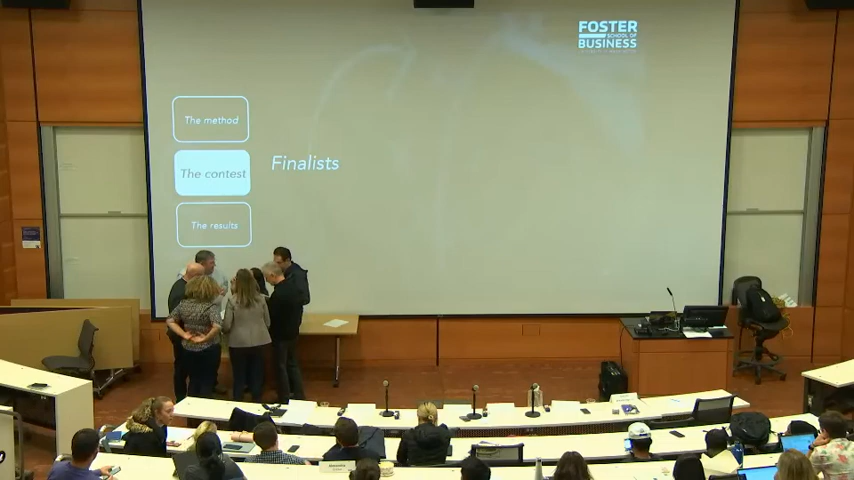 FOSTER
SCHOOL OF
BUSINESS
The method
The contest
Finalists
The results